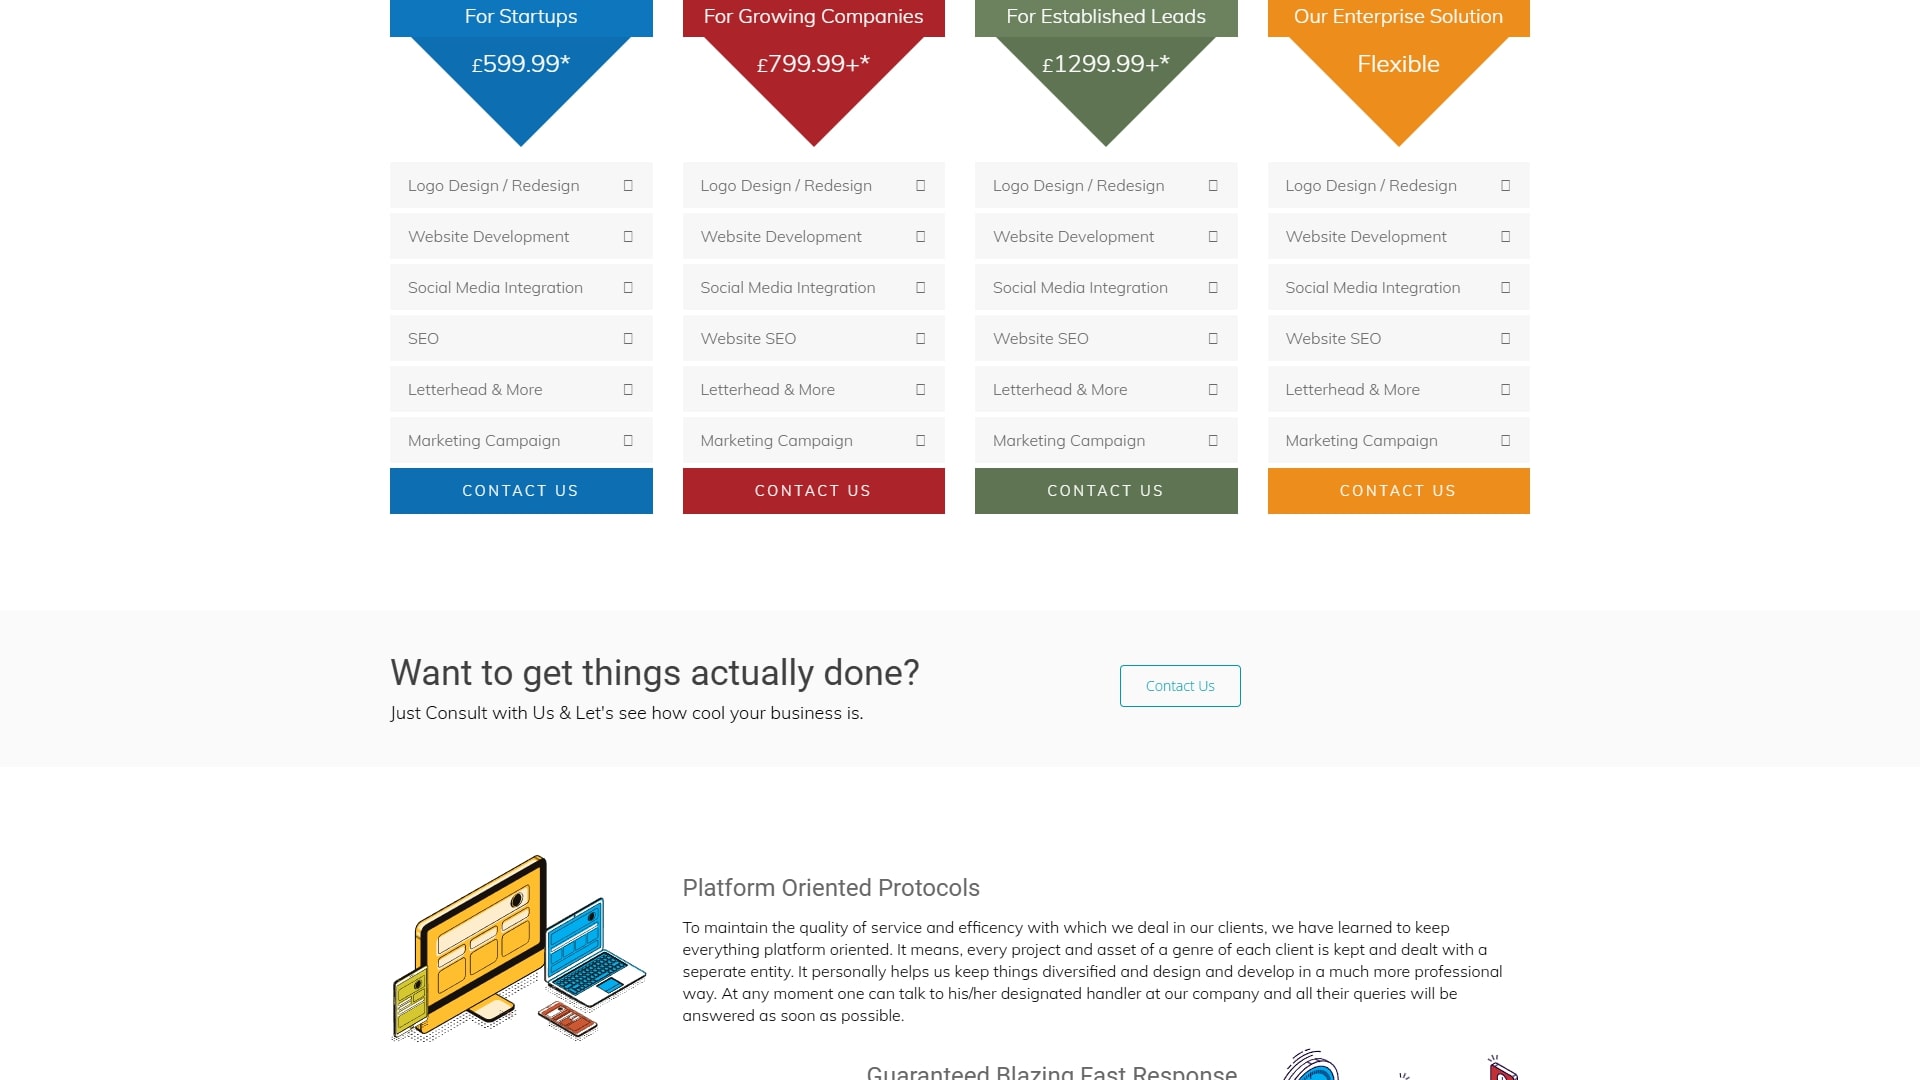 For Startups
£599.99*
Logo Design / Redesign
Website Development
Social Media Integration
SEO
Letterhead & More
Marketing Campaign
CONTACT US
For Growing Companies
£799.99+*
Logo Design / Redesign
Website Development
Social Media Integration
Website SEO
Letterhead & More
Marketing Campaign
CONTACT US
For Established Leads
£1299.99+*
Logo Design / Redesign
Website Development
Social Media Integration
Website SEO
Letterhead & More
Marketing Campaign
CONTACT US
Our Enterprise Solution
Flexible
Logo Design / Redesign
Website Development
Social Media Integration
Website SEO
Letterhead & More
Marketing Campaign
CONTACT US
Want to get things actually done?
Just Consult with Us & Let's see how cool your business is.
Contact Us
Platform Oriented Protocols
To maintain the quality of service and efficency with which we deal in our clients, we have learned to keep
everything platform oriented. It means, every project and asset of a genre of each client is kept and dealt with a
seperate entity. It personally helps us keep things diversified and design and develop in a much more professional
way. At any moment one can talk to his/her designated handler at our company and all their queries will be
answered as soon as possible.
Guaranteed Blazing Fast Response